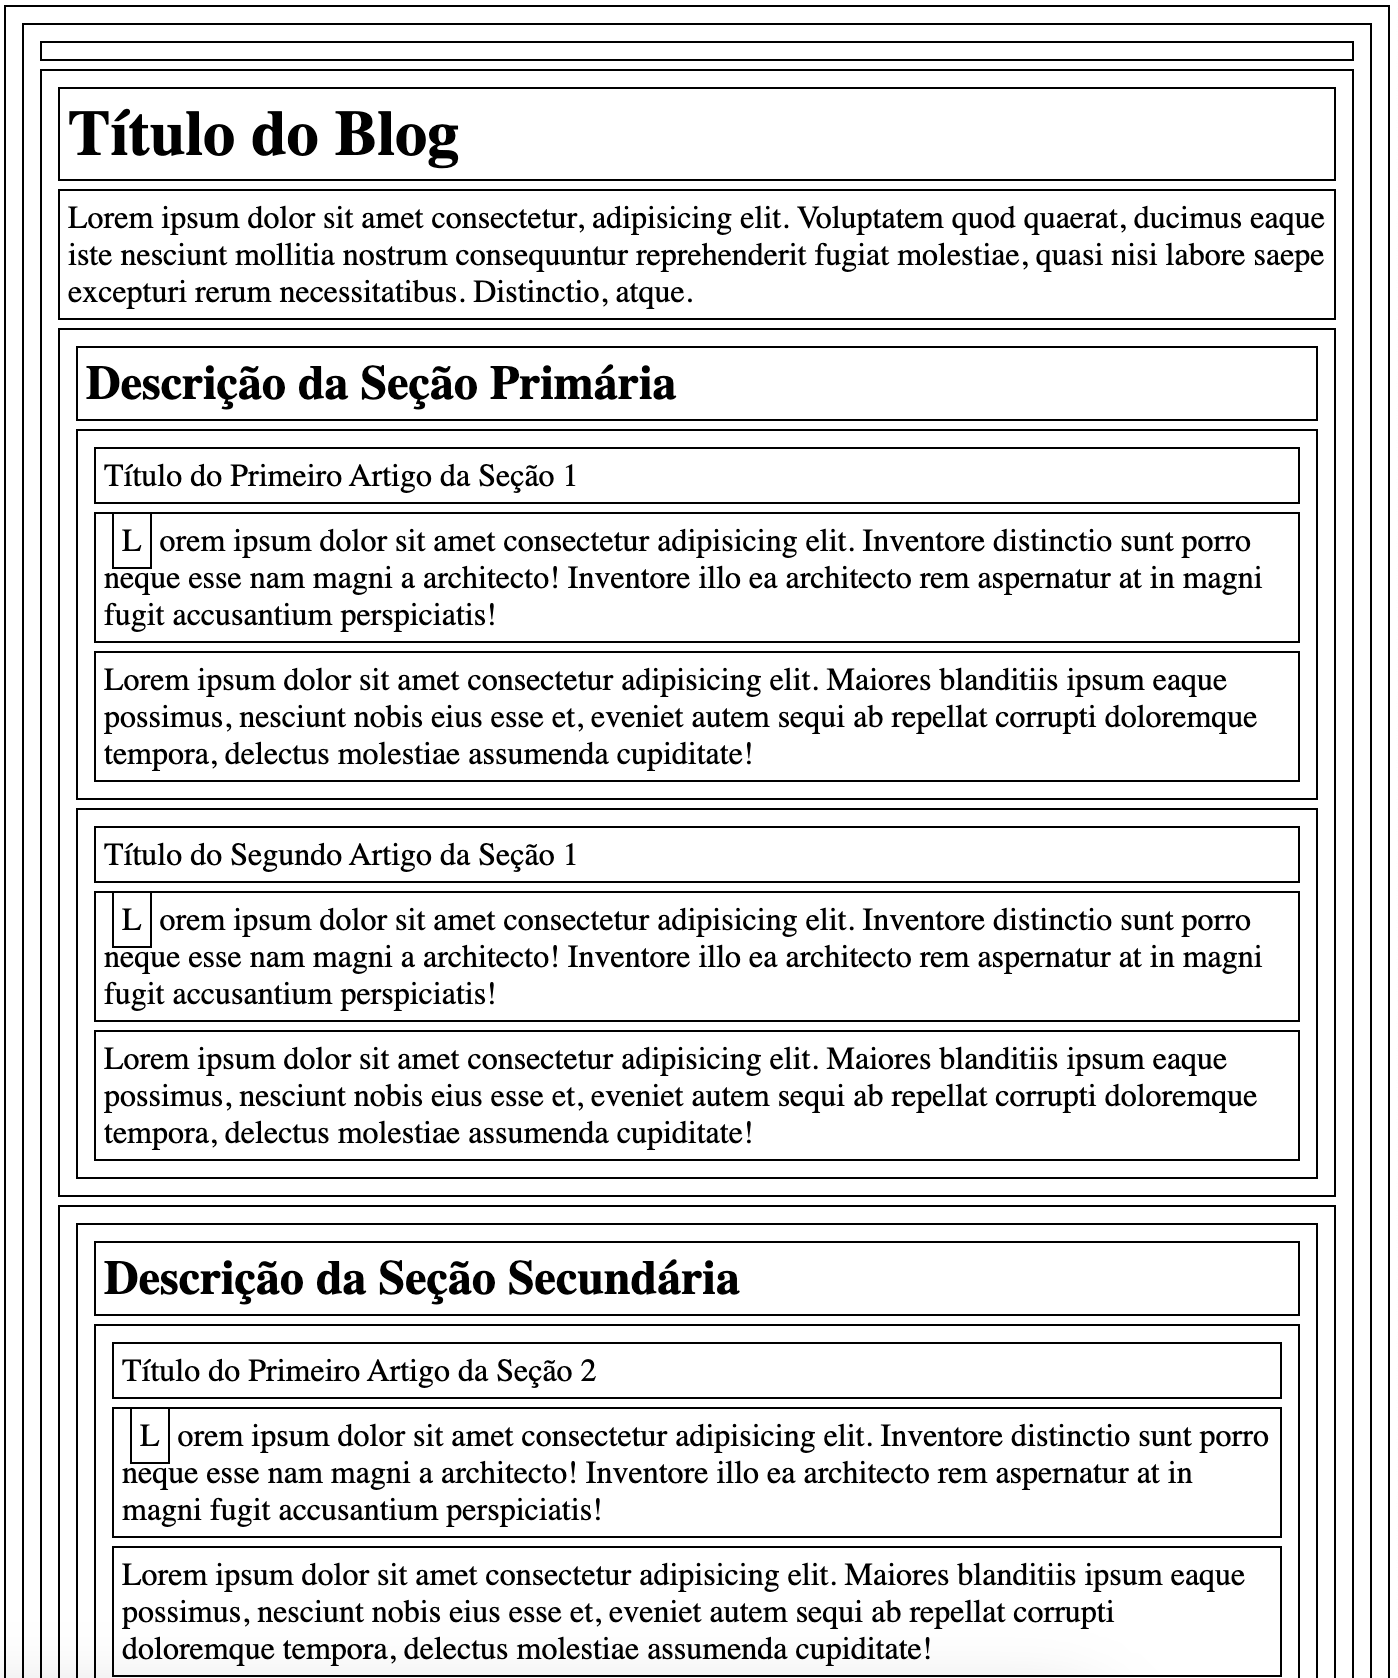 Título do Blog
Lorem ipsum dolor sit amet consectetur, adipisicing elit. Voluptatem quod quaerat, ducimus eaque
iste nesciunt mollitia nostrum consequuntur reprehenderit fugiat molestiae, quasi nisi labore saepe
excepturi rerum necessitatibus. Distinctio, atque.
Descrição da Seção Primária
Título do Primeiro Artigo da Seção 1
Lorem ipsum dolor sit amet consectetur adipisicing elit. Inventore distinctio sunt porro
neque esse nam magni a architecto! Inventore illo ea architecto rem aspernatur at in magni
fugit accusantium perspiciatis!
Lorem ipsum dolor sit amet consectetur adipisicing elit. Maiores blanditiis ipsum eaque
possimus, nesciunt nobis eius esse et, eveniet autem sequi ab repellat corrupti doloremque
tempora, delectus molestiae assumenda cupiditate!
Título do Segundo Artigo da Seção 1
Lorem ipsum dolor sit amet consectetur adipisicing elit. Inventore distinctio sunt porro
neque esse nam magni a architecto! Inventore illo ea architecto rem aspernatur at in magni
fugit accusantium perspiciatis!
Lorem ipsum dolor sit amet consectetur adipisicing elit. Maiores blanditiis ipsum eaque
possimus, nesciunt nobis eius esse et, eveniet autem sequi ab repellat corrupti doloremque
tempora, delectus molestiae assumenda cupiditate!
Descrição da Seção Secundária
Título do Primeiro Artigo da Seção 2
Lorem ipsum dolor sit amet consectetur adipisicing elit. Inventore distinctio sunt porro
neque esse nam magni a architecto! Inventore illo ea architecto rem aspernatur at in
magni fugit accusantium perspiciatis!
Lorem ipsum dolor sit amet consectetur adipisicing elit. Maiores blanditiis ipsum eaque
possimus, nesciunt nobis eius esse et, eveniet autem sequi ab repellat corrupti
doloremque tempora, delectus molestiae assumenda cupiditate!